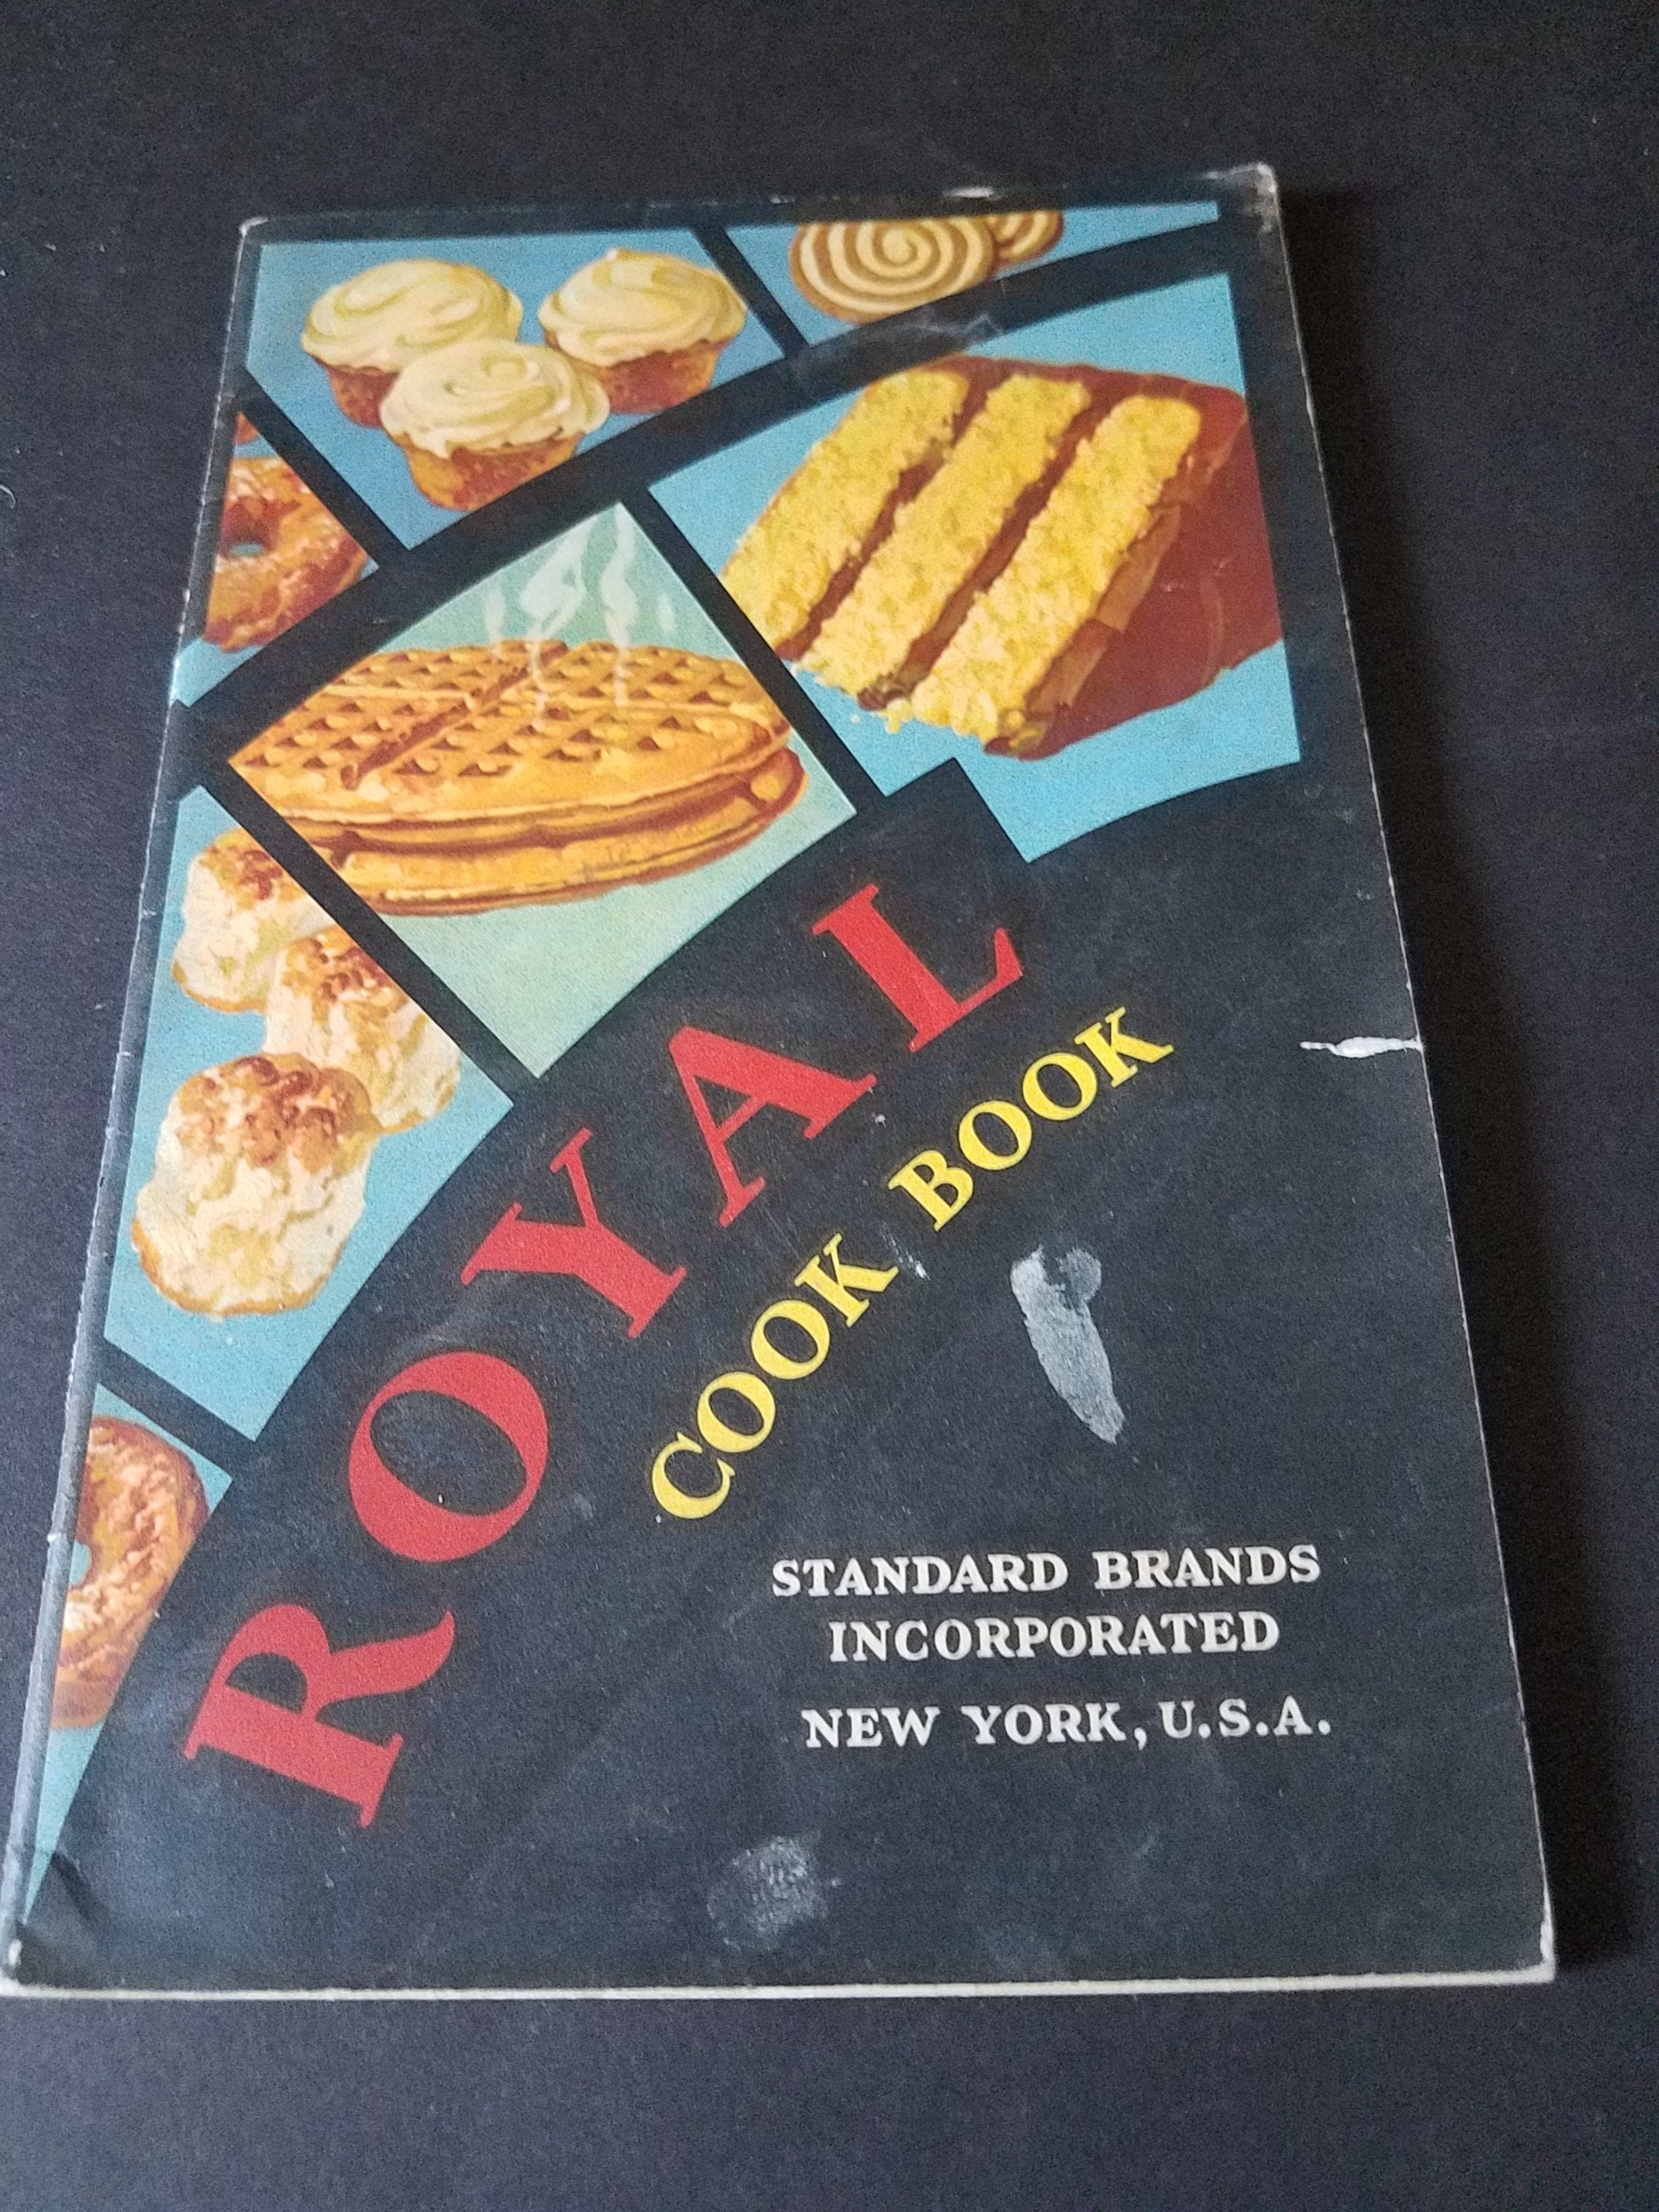 ROYAL
COOK BOOK
STANDARD BRANDS
INCORPORATED
NEW YORK, U.S.A.